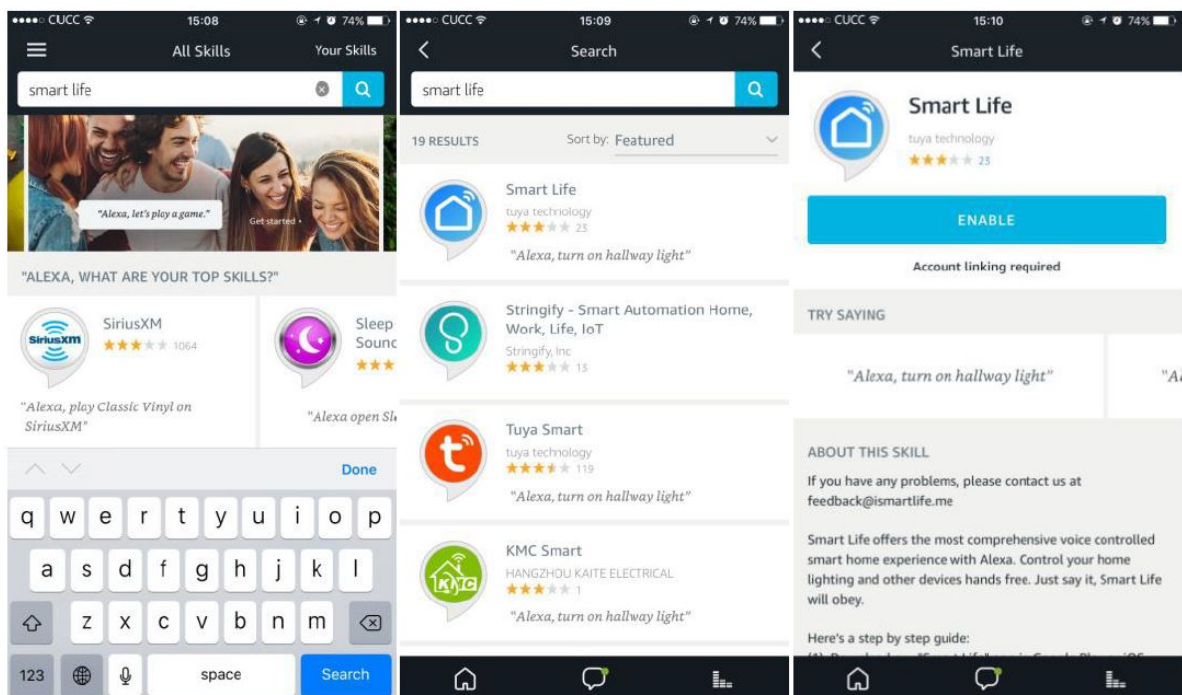 CUCC 15:08 74%
All Skills Your Skills
smart life
"Alexa, let's play a game."
Get started
"ALEXA, WHAT ARE YOUR TOP SKILLS?"
SiriusXM
SiriusXM
1064
"Alexa, play Classic Vinyl on
SiriusXM"
Sleep
Sounc
"Alexa open Sle
Done
q w e r t y u i o p
a s d f g h j k l
z x c v b n m
123 space Search
CUCC 15:09 74%
Search
smart life
19 RESULTS Sort by: Featured
Smart Life
tuya technology
23
"Alexa, turn on hallway light"
Stringify - Smart Automation Home,
Work, Life, IoT
Stringify, Inc
13
Tuya Smart
tuya technology
119
"Alexa, turn on hallway light"
KMC
KMC Smart
HANGZHOU KAITE ELECTRICAL
1
"Alexa, turn on hallway light"
CUCC 15:10 74%
Smart Life
Smart Life
tuya technology
23
ENABLE
Account linking required
TRY SAYING
"Alexa, turn on hallway light" "Al
ABOUT THIS SKILL
If you have any problems, please contact us at
feedback@ismartlife.me
Smart Life offers the most comprehensive voice controlled
smart home experience with Alexa. Control your home
lighting and other devices hands free. Just say it, Smart Life
will obey.
Here's a step by step guide: